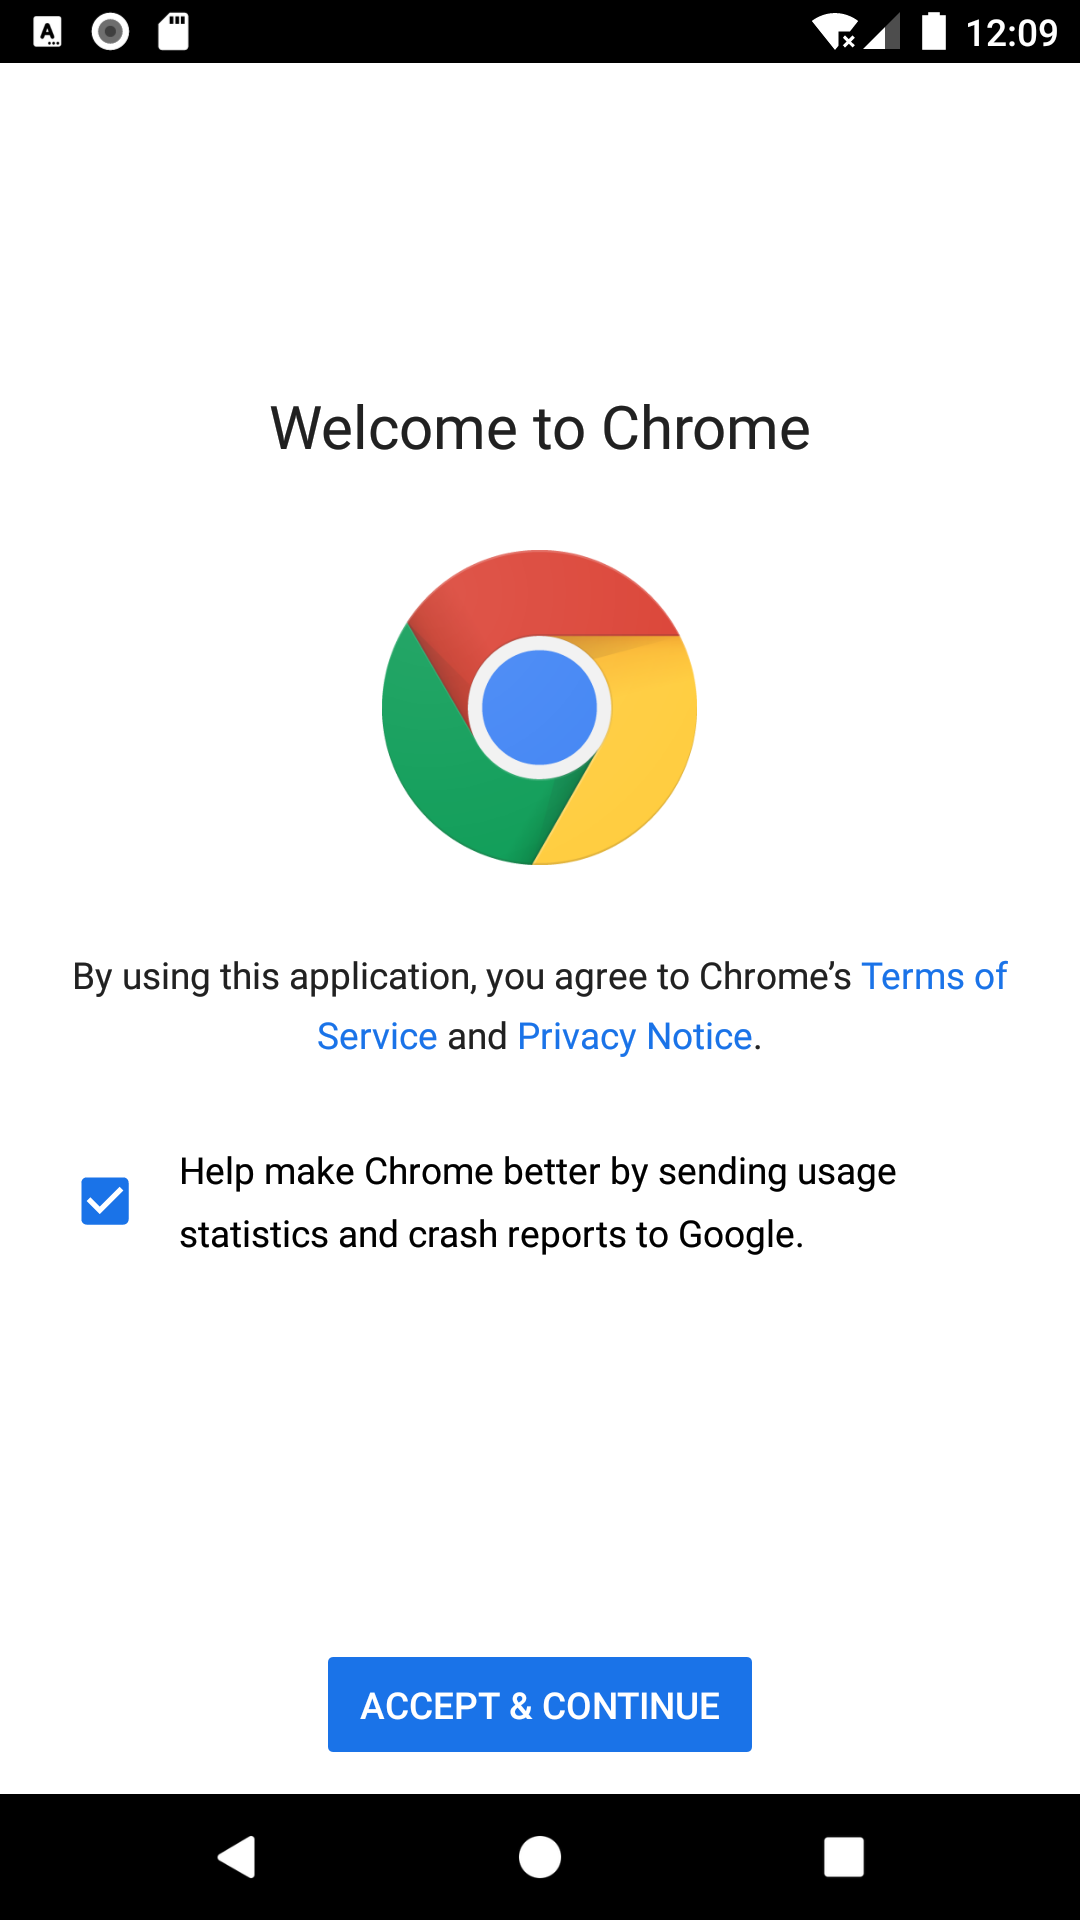 12:09
Welcome to Chrome
By using this application, you agree to Chrome’s Terms of
Service and Privacy Notice.
Help make Chrome better by sending usage
statistics and crash reports to Google.
ACCEPT & CONTINUE